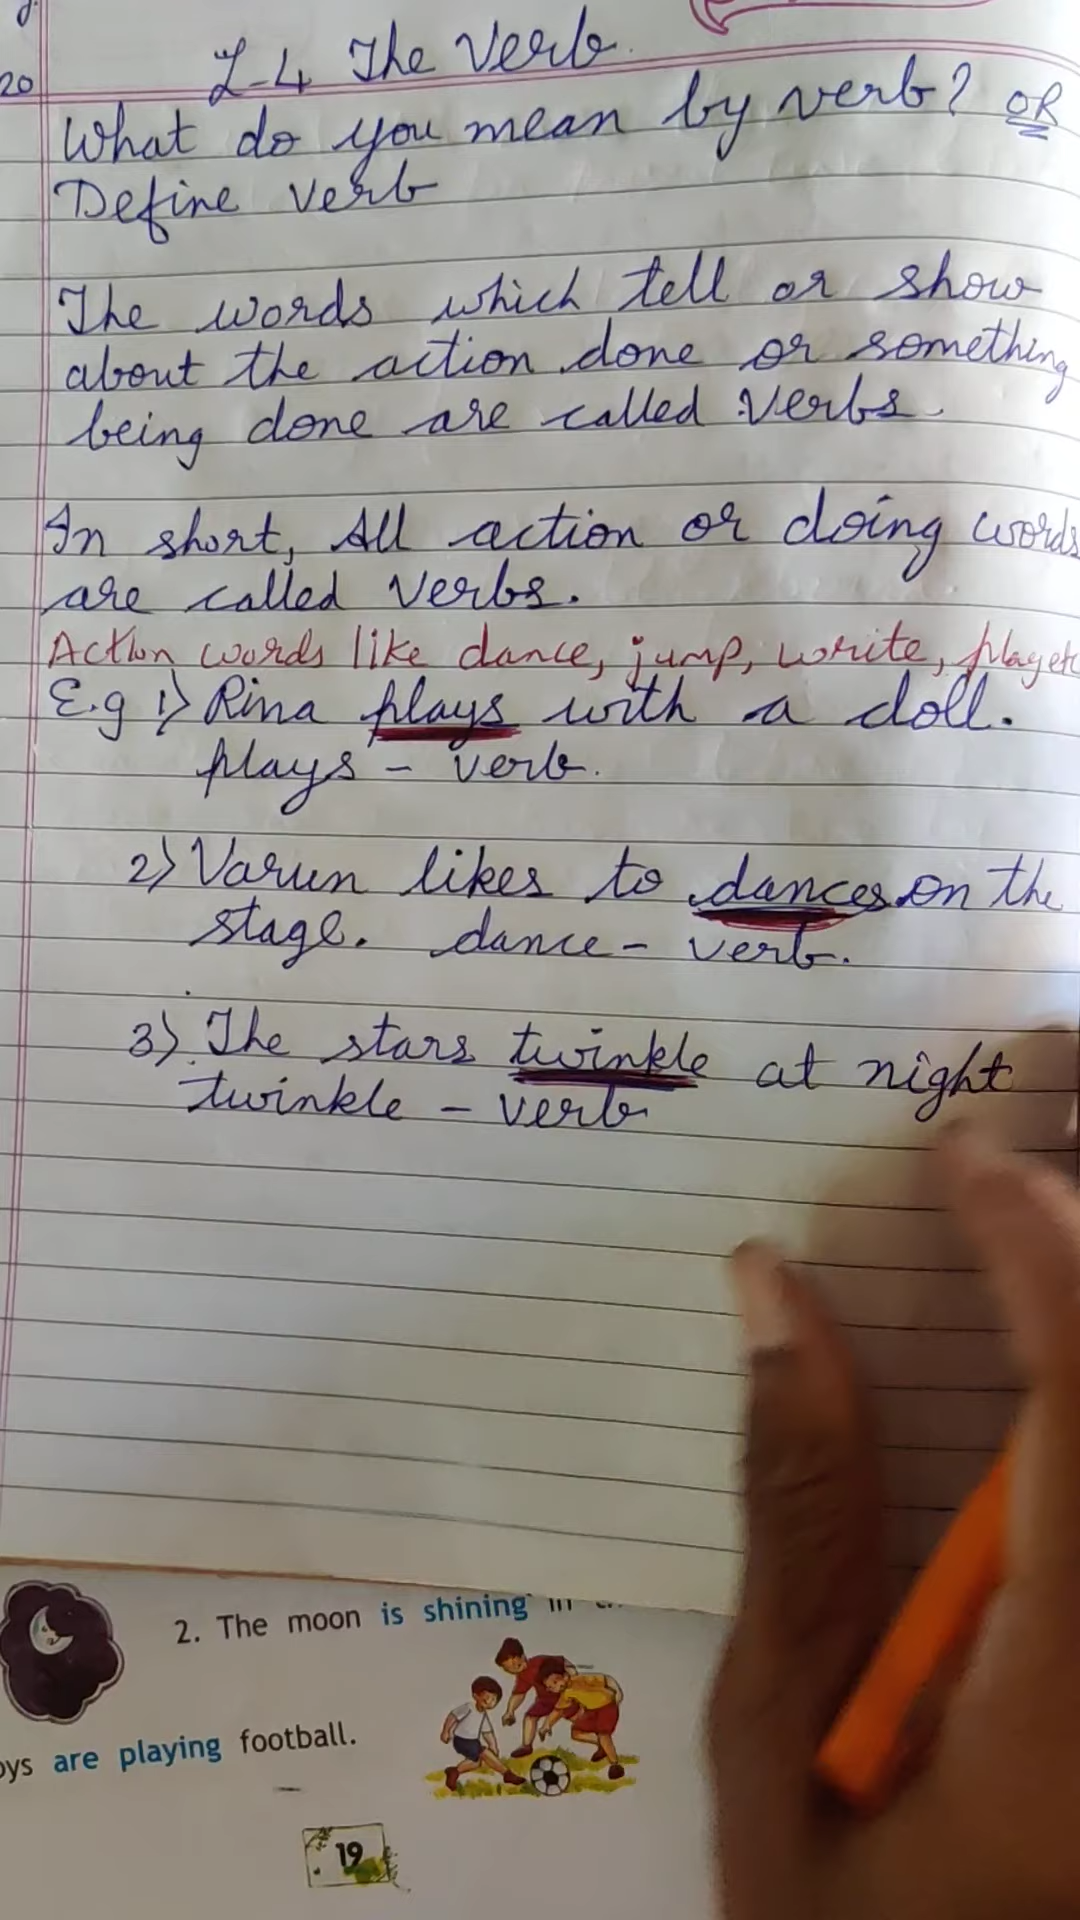 20
L-4 The Verb.
What do you mean by verb? OR
Define verb
The words which tell or show
about the action done or something
being done are called verbs.
In short, All action or doing words
are called verbs.
Action words like dance, jump, write, play etc
E.g 1) Rina plays with a doll.
plays - verb.
2) Varun likes to dances on the
stage. dance - verb.
3) The stars twinkle at night
twinkle - verb
2. The moon is shining in
are playing football.
19